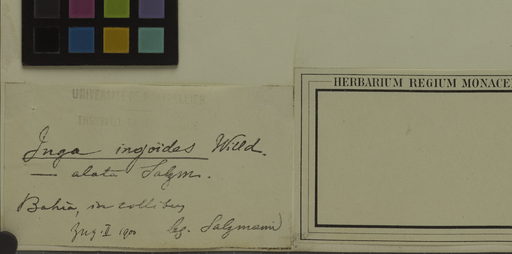 HERBARIUM REGIUM MONACE
Inga ingoides Willd.
— alata Salzm.
Bahia, in collibus
leg. Salzmann